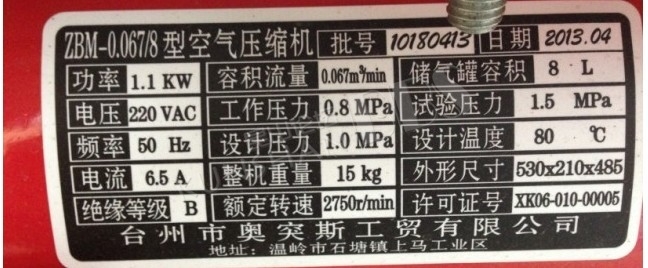 ZBM-0.067/8型空气压缩机 批号 10180413 日期 2013.04
功率 1.1 KW 容积流量 0.067m³/min 储气罐容积 8 L
电压 220 VAC 工作压力 0.8 MPa 试验压力 1.5 MPa
频率 50 Hz 设计压力 1.0 MPa 设计温度 80 ℃
电流 6.5 A 整机重量 15 kg 外形尺寸 530x210x485
绝缘等级 B 额定转速 2750r/min 许可证号 XK06-010-00005
台州市奥突斯工贸有限公司
地址: 温岭市石塘镇上马工业区